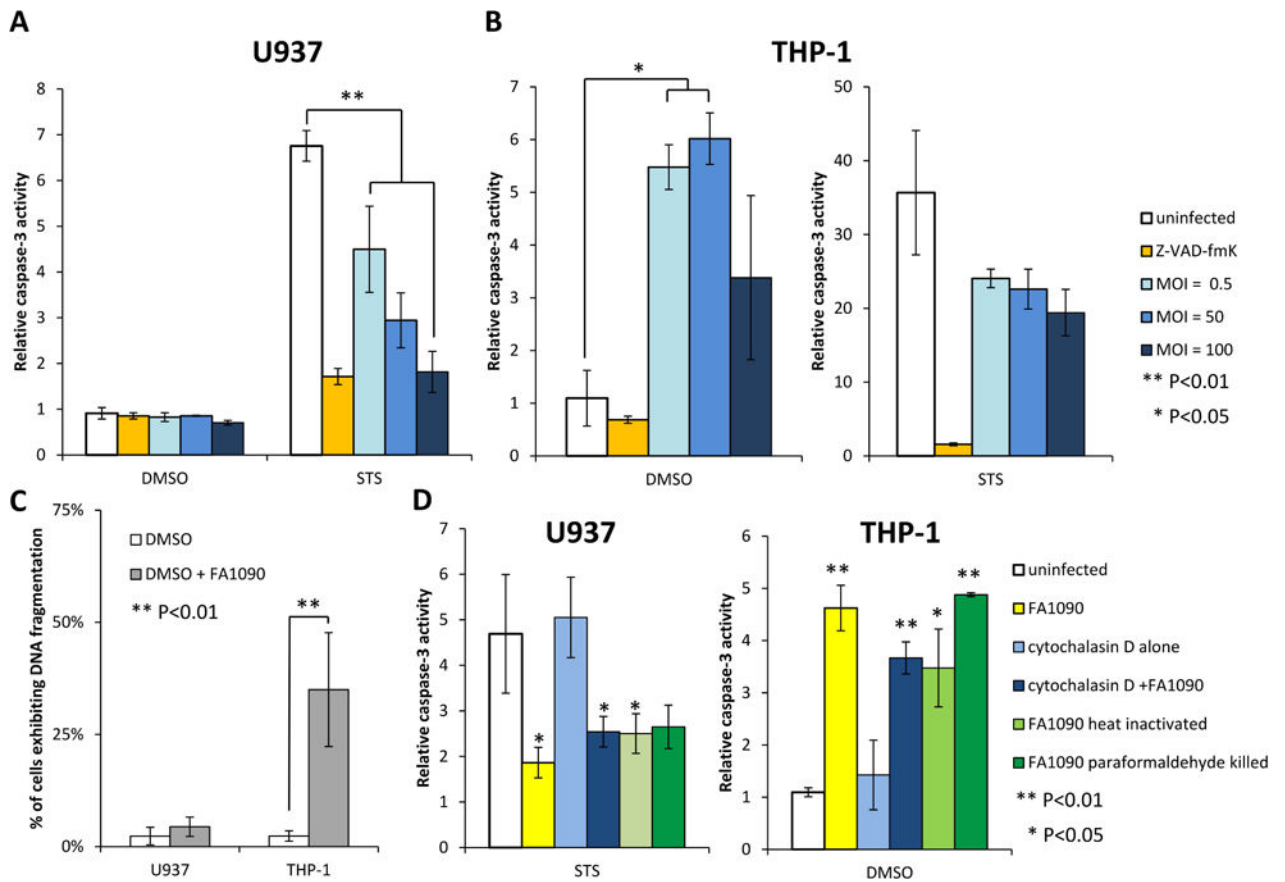 A
U937
Relative caspase-3 activity
8
7
6
5
4
3
2
1
0
**
DMSO
STS
B
THP-1
Relative caspase-3 activity
7
6
5
4
3
2
1
0
*
DMSO
Relative caspase-3 activity
50
40
30
20
10
0
STS
uninfected
Z-VAD-fmK
MOI = 0.5
MOI = 50
MOI = 100
** P<0.01
* P<0.05
C
% of cells exhibiting DNA fragmentation
75%
50%
25%
0%
DMSO
DMSO + FA1090
** P<0.01
**
U937
THP-1
D
U937
Relative caspase-3 activity
7
6
5
4
3
2
1
0
*
*
*
STS
THP-1
Relative caspase-3 activity
6
5
4
3
2
1
0
**
**
*
**
DMSO
uninfected
FA1090
cytochalasin D alone
cytochalasin D +FA1090
FA1090 heat inactivated
FA1090 paraformaldehyde killed
** P<0.01
* P<0.05